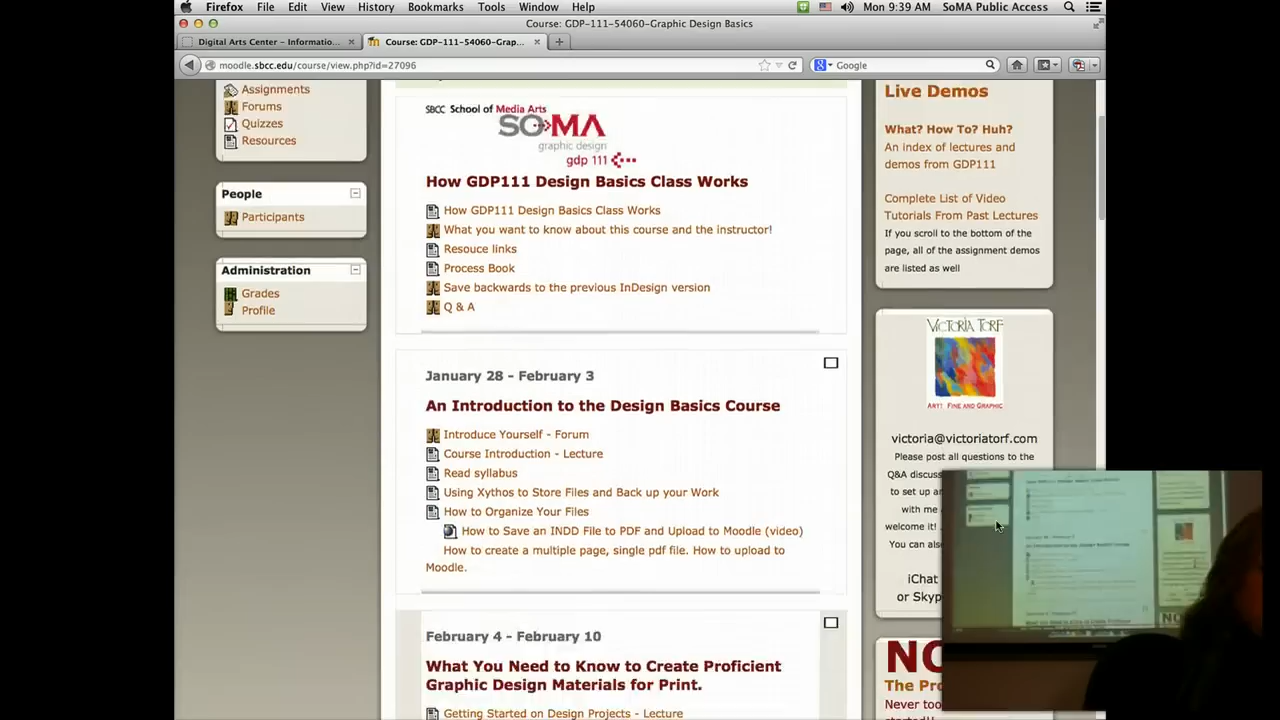 Firefox File Edit View History Bookmarks Tools Window Help Mon 9:39 AM SoMA Public Access
Course: GDP-111-54060-Graphic Design Basics
Digital Arts Center – Informatio... Course: GDP-111-54060-Grap...
moodle.sbcc.edu/course/view.php?id=27096 Google
Assignments
Forums
Quizzes
Resources
People
Participants
Administration
Grades
Profile
SBCC School of Media Arts
SO MA
graphic design
gdp 111
How GDP111 Design Basics Class Works
How GDP111 Design Basics Class Works
What you want to know about this course and the instructor!
Resouce links
Process Book
Save backwards to the previous InDesign version
Q & A
January 28 - February 3
An Introduction to the Design Basics Course
Introduce Yourself - Forum
Course Introduction - Lecture
Read syllabus
Using Xythos to Store Files and Back up your Work
How to Organize Your Files
How to Save an INDD File to PDF and Upload to Moodle (video)
How to create a multiple page, single pdf file. How to upload to
Moodle.
February 4 - February 10
What You Need to Know to Create Proficient
Graphic Design Materials for Print.
Getting Started on Design Projects - Lecture
Live Demos
What? How To? Huh?
An index of lectures and
demos from GDP111
Complete List of Video
Tutorials From Past Lectures
If you scroll to the bottom of the
page, all of the assignment demos
are listed as well
VICTORIA TORF
ART! FINE AND GRAPHIC
victoria@victoriatorf.com
Please post all questions to the
Q&A discus
to set up a
with me
welcome it!
You can als
iChat
or Skyp
NO
The Pro
Never too
started!!